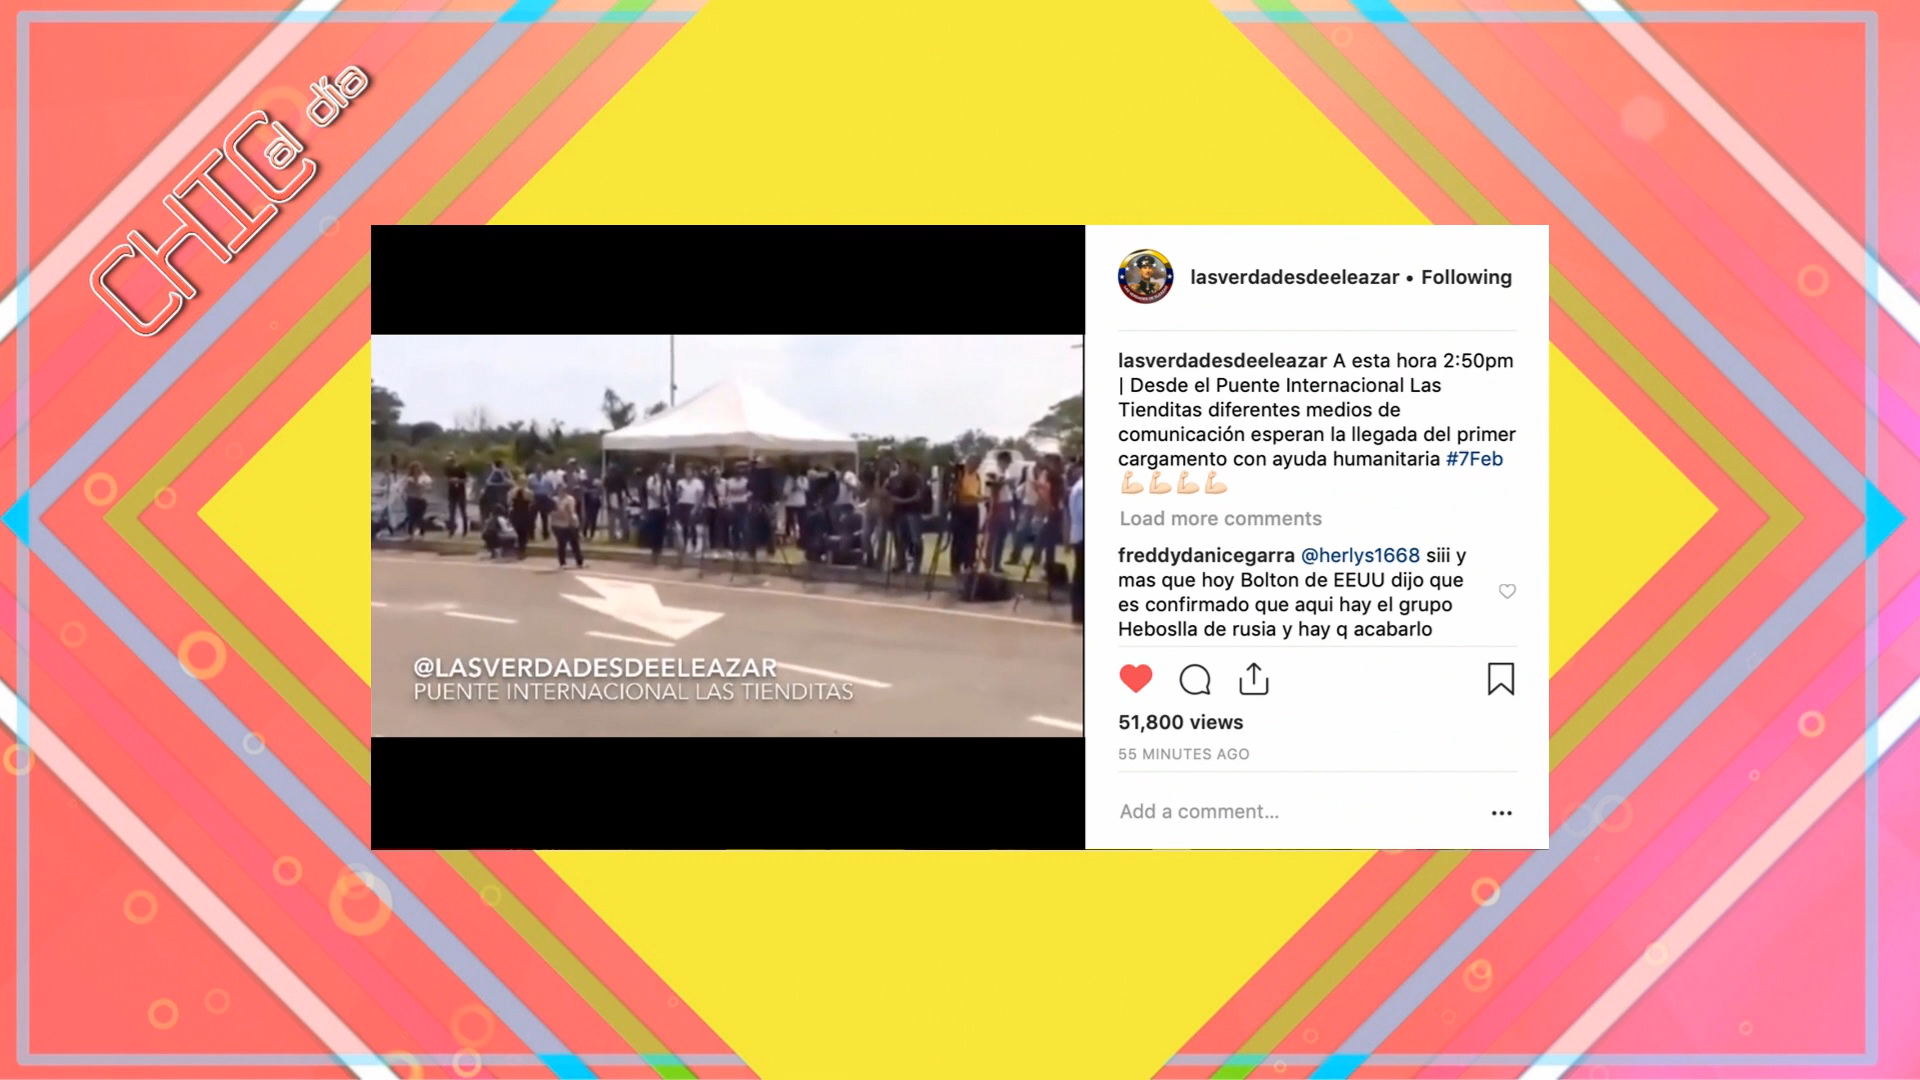 CHIC al día
lasverdadesdeeleazar • Following
lasverdadesdeeleazar A esta hora 2:50pm
| Desde el Puente Internacional Las
Tienditas diferentes medios de
comunicación esperan la llegada del primer
cargamento con ayuda humanitaria #7Feb
💪🏻💪🏻💪🏻💪🏻
Load more comments
freddydanicegarra @herlys1668 siii y
mas que hoy Bolton de EEUU dijo que
es confirmado que aqui hay el grupo
Heboslla de rusia y hay q acabarlo
@LASVERDADESDEELEAZAR
PUENTE INTERNACIONAL LAS TIENDITAS
51,800 views
55 MINUTES AGO
Add a comment...